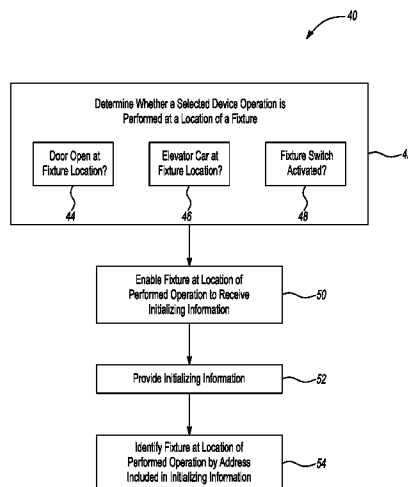 40
Determine Whether a Selected Device Operation is
Performed at a Location of a Fixture
Door Open at
Fixture Location?
Elevator Car at
Fixture Location?
Fixture Switch
Activated?
44
46
48
Enable Fixture at Location of
Performed Operation to Receive
Initializing Information
50
Provide Initializing Information
52
Identify Fixture at Location of
Performed Operation by Address
Included in Initializing Information
54